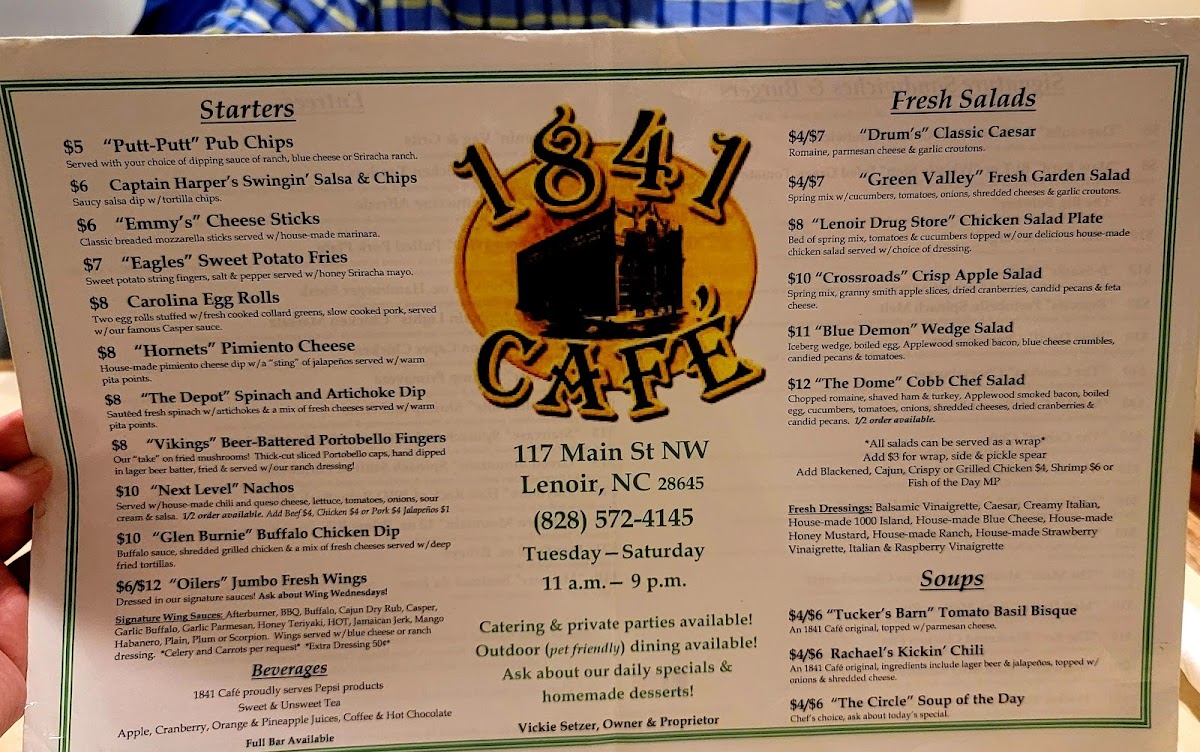 Starters
$5 "Putt-Putt" Pub Chips
Served with your choice of dipping sauce of ranch, blue cheese or Sriracha ranch.
$6 Captain Harper's Swingin' Salsa & Chips
Saucy salsa dip w/tortilla chips.
$6 "Emmy's" Cheese Sticks
Classic breaded mozzarella sticks served w/house-made marinara.
$7 "Eagles" Sweet Potato Fries
Sweet potato string fingers, salt & pepper served w/honey Sriracha mayo.
$8 Carolina Egg Rolls
Two egg rolls stuffed w/fresh cooked collard greens, slow cooked pork, served
w/our famous Casper sauce.
$8 "Hornets" Pimiento Cheese
House-made pimiento cheese dip w/a "sting" of jalapeños served w/warm
pita points.
$8 "The Depot" Spinach and Artichoke Dip
Sautéed fresh spinach w/artichokes & a mix of fresh cheeses served w/warm
pita points.
$8 "Vikings" Beer-Battered Portobello Fingers
Our "take" on fried mushrooms! Thick-cut sliced Portobello caps, hand dipped
in lager beer batter, fried & served w/our ranch dressing!
$10 "Next Level" Nachos
Served w/house-made chili and queso cheese, lettuce, tomatoes, onions, sour
cream & salsa. 1/2 order available. Add Beef $4, Chicken $4 or Pork $4 Jalapeños $1
$10 "Glen Burnie" Buffalo Chicken Dip
Buffalo sauce, shredded grilled chicken & a mix of fresh cheeses served w/deep
fried tortillas.
$6/$12 "Oilers" Jumbo Fresh Wings
Dressed in our signature sauces! Ask about Wing Wednesdays!
Signature Wing Sauces: Afterburner, BBQ, Buffalo, Cajun Dry Rub, Casper,
Garlic Buffalo, Garlic Parmesan, Honey Teriyaki, HOT, Jamaican Jerk, Mango
Habanero, Plain, Plum or Scorpion. Wings served w/blue cheese or ranch
dressing. *Celery and Carrots per request* *Extra Dressing 50¢*
Beverages
1841 Café proudly serves Pepsi products
Sweet & Unsweet Tea
Apple, Cranberry, Orange & Pineapple Juices, Coffee & Hot Chocolate
Full Bar Available
1841
CAFÉ
117 Main St NW
Lenoir, NC 28645
(828) 572-4145
Tuesday — Saturday
11 a.m. — 9 p.m.
Catering & private parties available!
Outdoor (pet friendly) dining available!
Ask about our daily specials &
homemade desserts!
Vickie Setzer, Owner & Proprietor
Fresh Salads
$4/$7 "Drum's" Classic Caesar
Romaine, parmesan cheese & garlic croutons.
$4/$7 "Green Valley" Fresh Garden Salad
Spring mix w/cucumbers, tomatoes, onions, shredded cheeses & garlic croutons.
$8 "Lenoir Drug Store" Chicken Salad Plate
Bed of spring mix, tomatoes & cucumbers topped w/our delicious house-made
chicken salad served w/choice of dressing.
$10 "Crossroads" Crisp Apple Salad
Spring mix, granny smith apple slices, dried cranberries, candid pecans & feta
cheese.
$11 "Blue Demon" Wedge Salad
Iceberg wedge, boiled egg, Applewood smoked bacon, blue cheese crumbles,
candied pecans & tomatoes.
$12 "The Dome" Cobb Chef Salad
Chopped romaine, shaved ham & turkey, Applewood smoked bacon, boiled
egg, cucumbers, tomatoes, onions, shredded cheeses, dried cranberries &
candid pecans. 1/2 order available.
*All salads can be served as a wrap*
Add $3 for wrap, side & pickle spear
Add Blackened, Cajun, Crispy or Grilled Chicken $4, Shrimp $6 or
Fish of the Day MP
Fresh Dressings: Balsamic Vinaigrette, Caesar, Creamy Italian,
House-made 1000 Island, House-made Blue Cheese, House-made
Honey Mustard, House-made Ranch, House-made Strawberry
Vinaigrette, Italian & Raspberry Vinaigrette
Soups
$4/$6 "Tucker's Barn" Tomato Basil Bisque
An 1841 Café original, topped w/parmesan cheese.
$4/$6 Rachael's Kickin' Chili
An 1841 Café original, ingredients include lager beer & jalapeños, topped w/
onions & shredded cheese.
$4/$6 "The Circle" Soup of the Day
Chef's choice, ask about today's special.